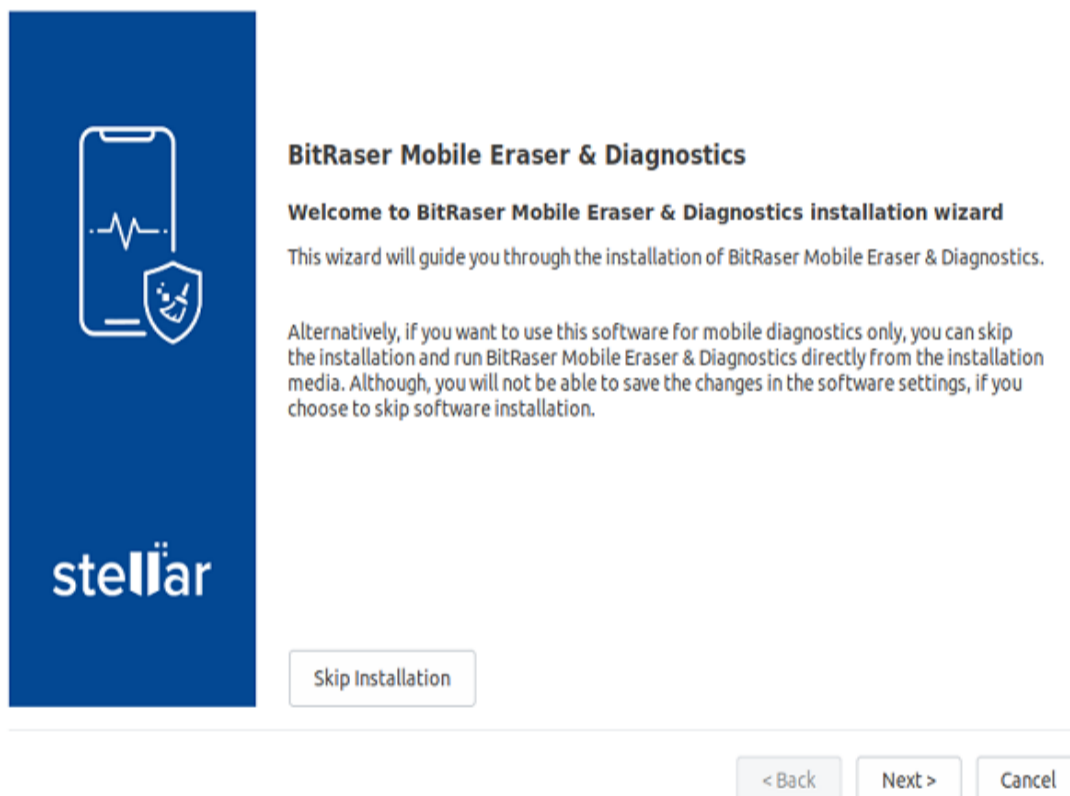 BitRaser Mobile Eraser & Diagnostics
Welcome to BitRaser Mobile Eraser & Diagnostics installation wizard
This wizard will guide you through the installation of BitRaser Mobile Eraser & Diagnostics.
Alternatively, if you want to use this software for mobile diagnostics only, you can skip
the installation and run BitRaser Mobile Eraser & Diagnostics directly from the installation
media. Although, you will not be able to save the changes in the software settings, if you
choose to skip software installation.
stellar
Skip Installation
< Back
Next >
Cancel